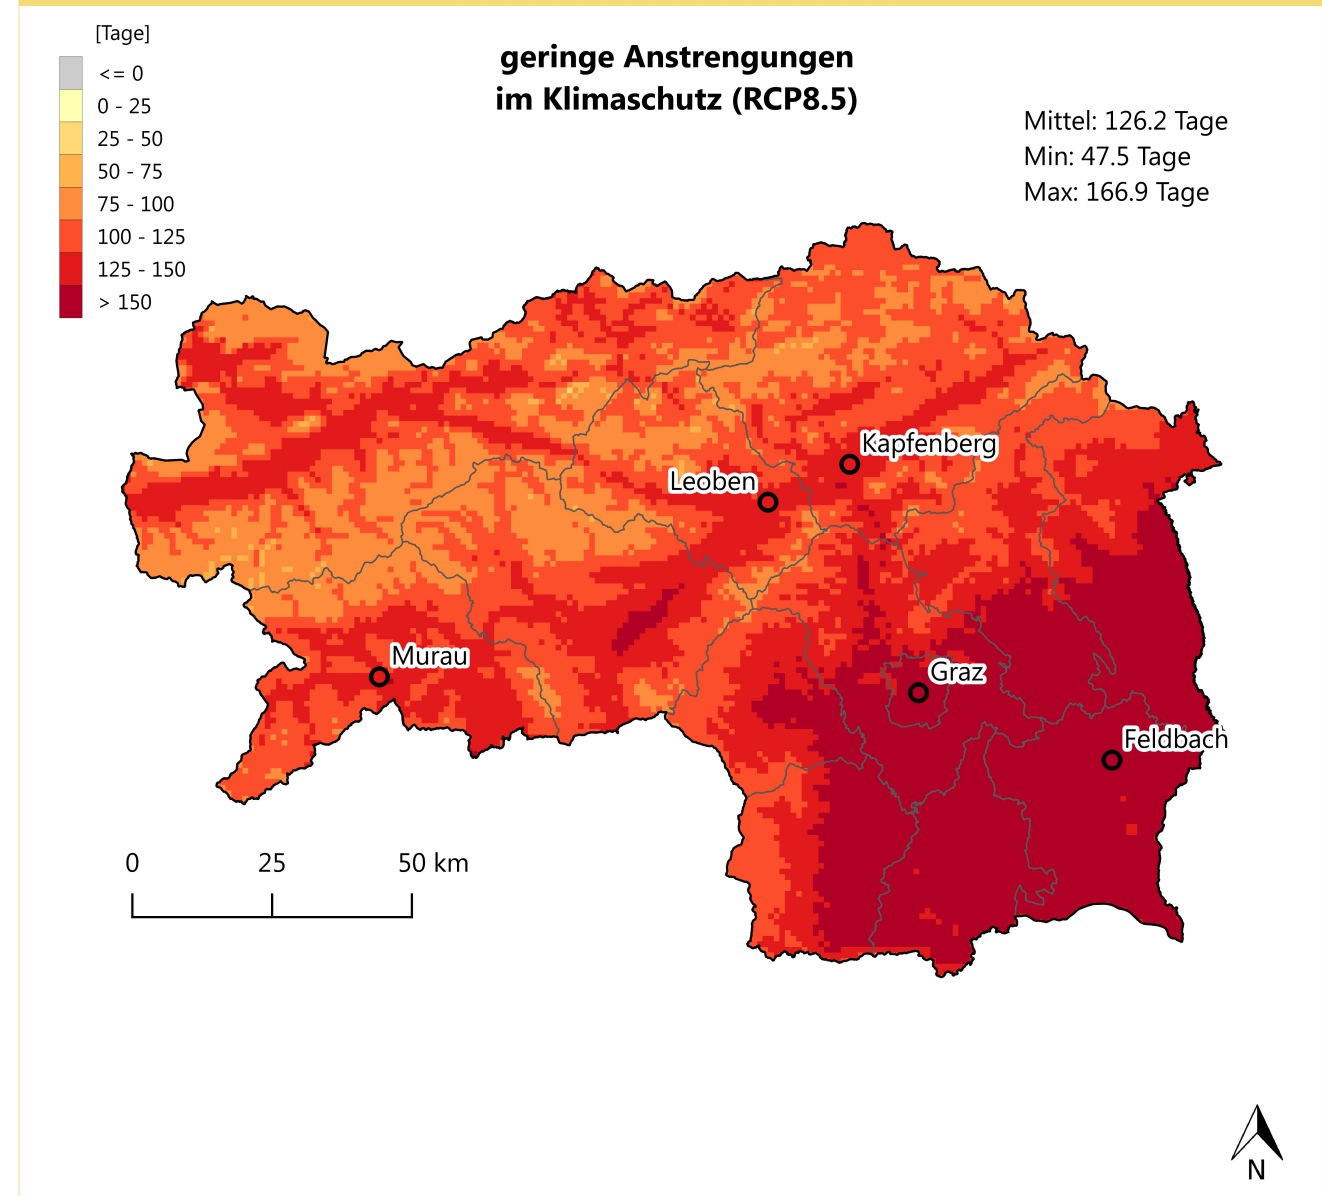 [Tage]
<= 0
0 - 25
25 - 50
50 - 75
75 - 100
100 - 125
125 - 150
> 150
geringe Anstrengungen
im Klimaschutz (RCP8.5)
Mittel: 126.2 Tage
Min: 47.5 Tage
Max: 166.9 Tage
Kapfenberg
Leoben
Murau
Graz
Feldbach
0 25 50 km
N